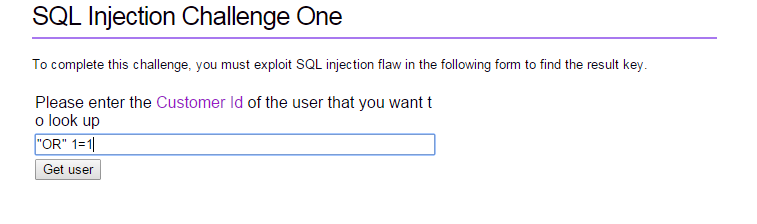 SQL Injection Challenge One
To complete this challenge, you must exploit SQL injection flaw in the following form to find the result key.
Please enter the Customer Id of the user that you want t
o look up
"OR" 1=1
Get user